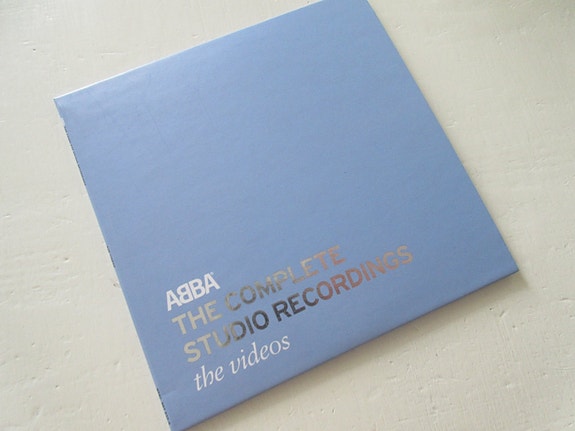 ABBA
THE COMPLETE
STUDIO RECORDINGS
the videos